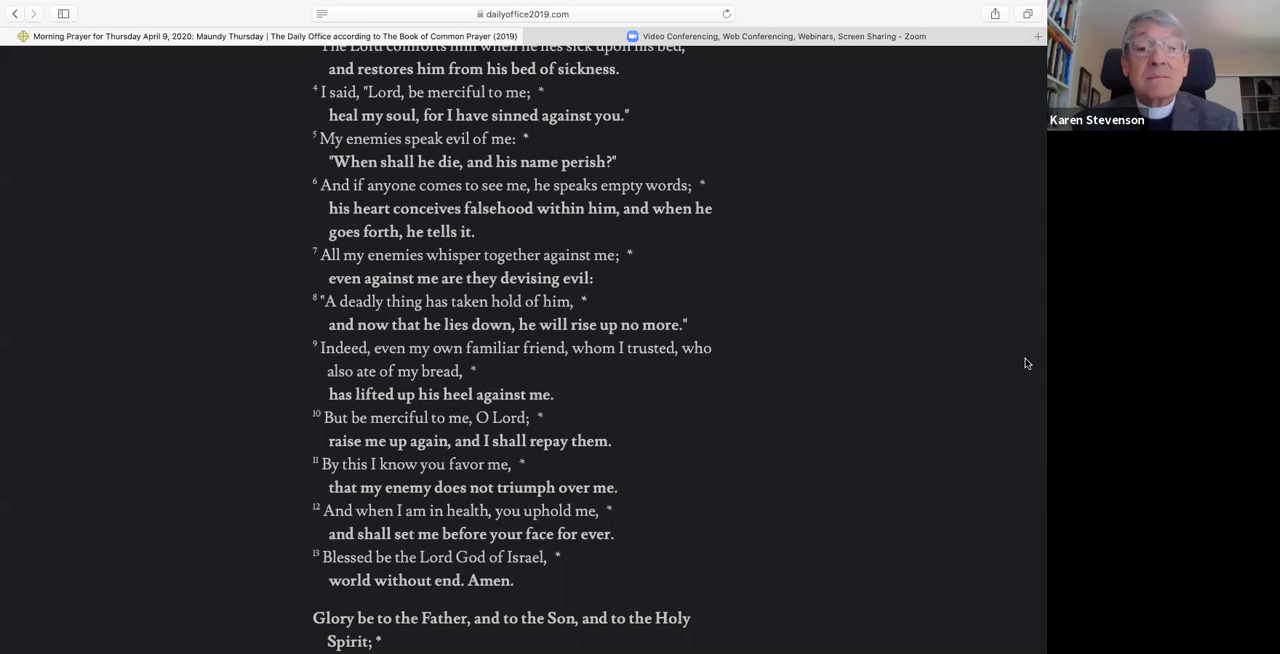 dailyoffice2019.com
Morning Prayer for Thursday April 9, 2020: Maundy Thursday | The Daily Office according to The Book of Common Prayer (2019)
Video Conferencing, Web Conferencing, Webinars, Screen Sharing - Zoom
The Lord comforts him when he lies sick upon his bed,
and restores him from his bed of sickness.
4 I said, "Lord, be merciful to me; *
heal my soul, for I have sinned against you."
5 My enemies speak evil of me: *
"When shall he die, and his name perish?"
6 And if anyone comes to see me, he speaks empty words; *
his heart conceives falsehood within him, and when he
goes forth, he tells it.
7 All my enemies whisper together against me; *
even against me are they devising evil:
8 "A deadly thing has taken hold of him, *
and now that he lies down, he will rise up no more."
9 Indeed, even my own familiar friend, whom I trusted, who
also ate of my bread, *
has lifted up his heel against me.
10 But be merciful to me, O Lord; *
raise me up again, and I shall repay them.
11 By this I know you favor me, *
that my enemy does not triumph over me.
12 And when I am in health, you uphold me, *
and shall set me before your face for ever.
13 Blessed be the Lord God of Israel, *
world without end. Amen.
Glory be to the Father, and to the Son, and to the Holy
Spirit; *
Karen Stevenson